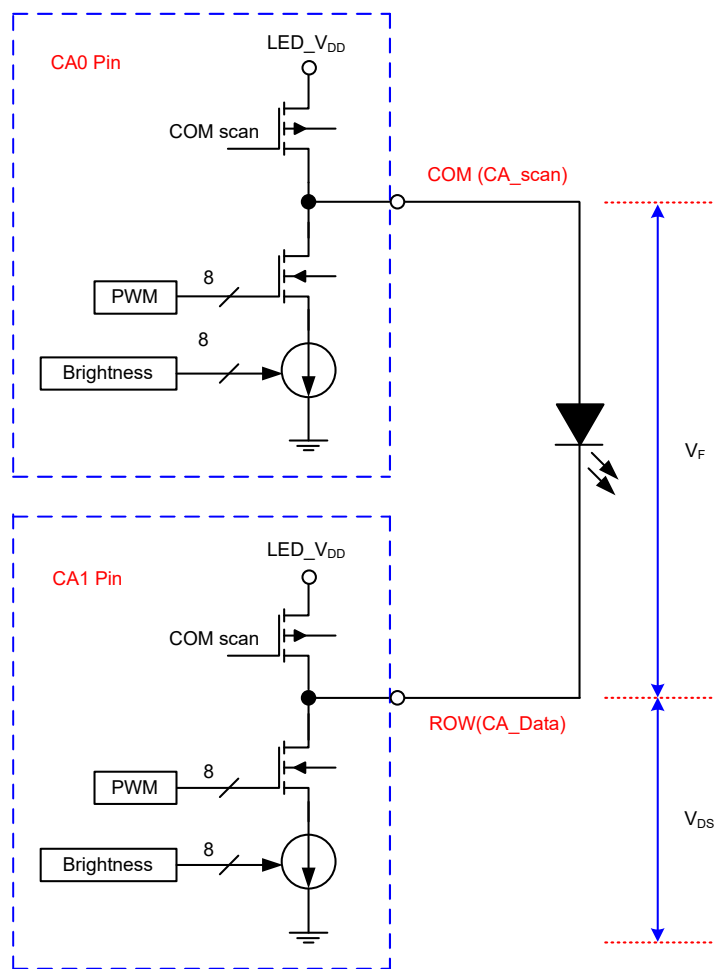 LED_VDD
CA0 Pin
COM scan
COM (CA_scan)
8
PWM
8
Brightness
VF
LED_VDD
CA1 Pin
COM scan
ROW(CA_Data)
8
PWM
VDS
8
Brightness